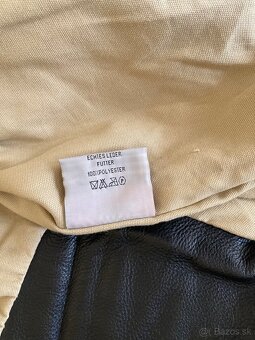 ECHTES LEDER
FUTTER
100%POLYESTER
Bazos.sk